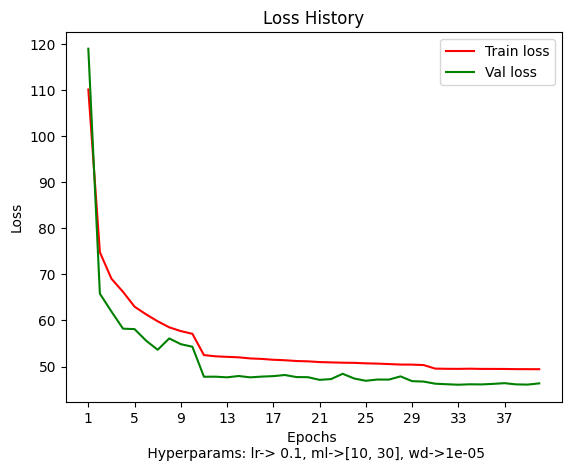 Loss History
Train loss
Val loss
120
110
100
90
80
70
60
50
Loss
1 5 9 13 17 21 25 29 33 37
Epochs
Hyperparams: lr-> 0.1, ml->[10, 30], wd->1e-05